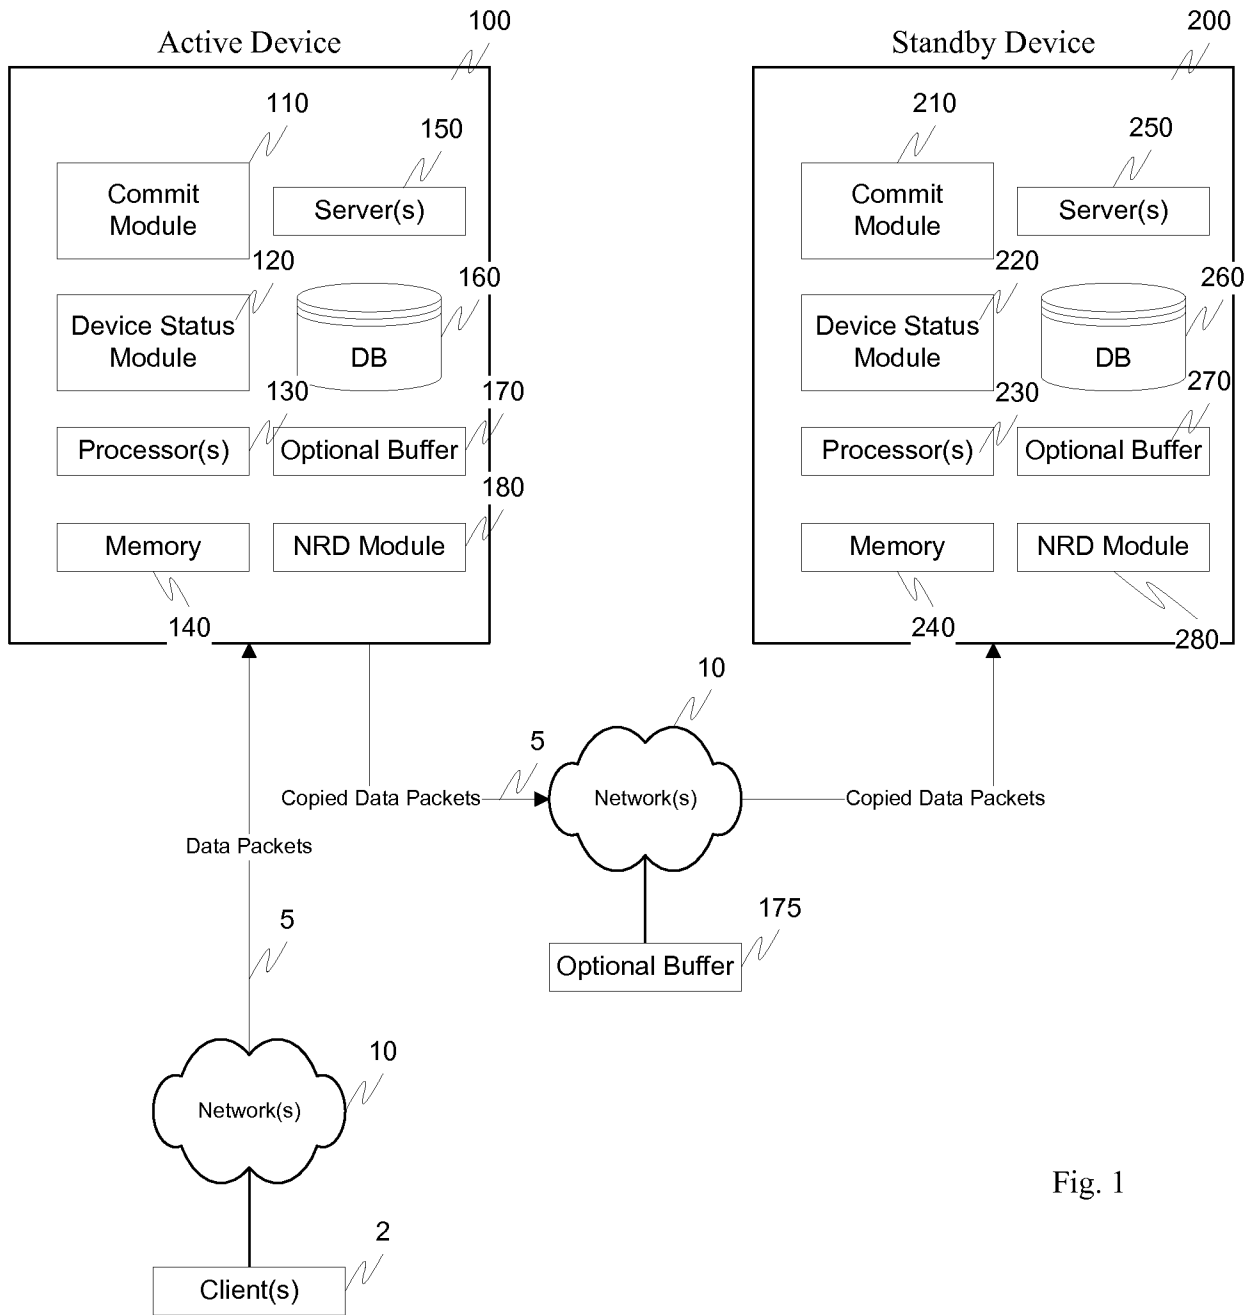 100
Active Device
110
150
Commit
Module
Server(s)
120
160
Device Status
Module
DB
130
170
Processor(s)
Optional Buffer
180
Memory
NRD Module
140
200
Standby Device
210
250
Commit
Module
Server(s)
220
260
Device Status
Module
DB
230
270
Processor(s)
Optional Buffer
Memory
NRD Module
240
280
10
5
Copied Data Packets
Network(s)
Copied Data Packets
Data Packets
175
Optional Buffer
5
10
Network(s)
2
Client(s)
Fig. 1